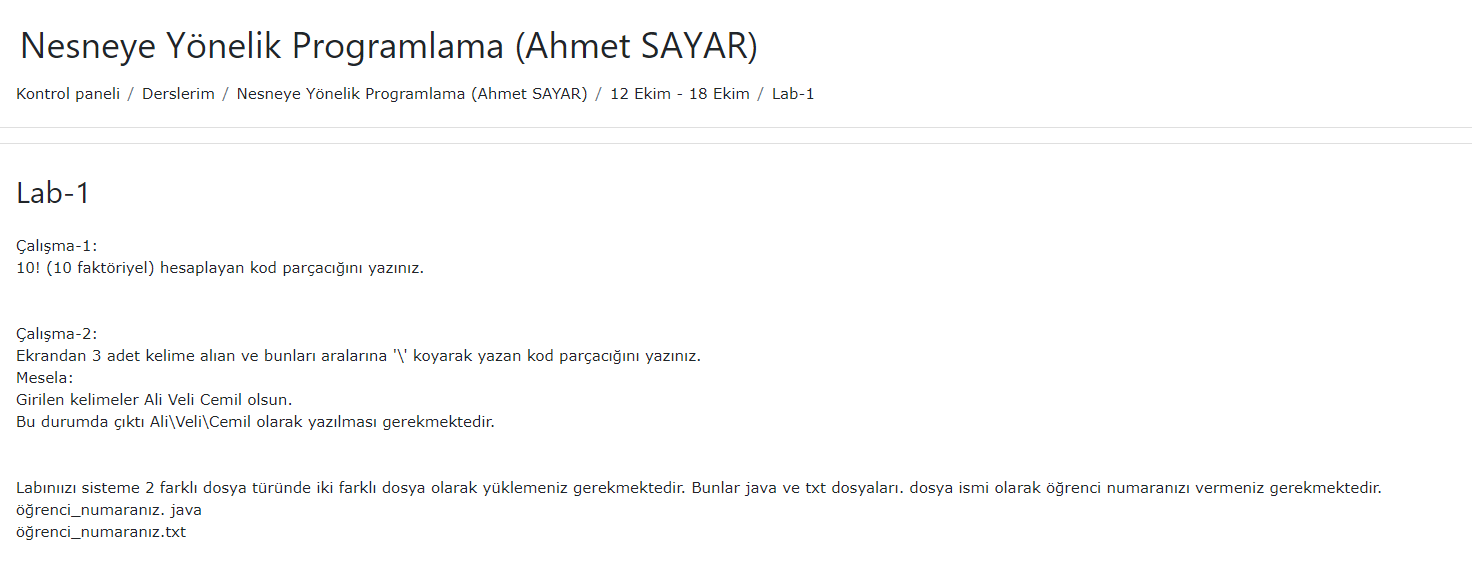 Nesneye Yönelik Programlama (Ahmet SAYAR)
Kontrol paneli / Derslerim / Nesneye Yönelik Programlama (Ahmet SAYAR) / 12 Ekim - 18 Ekim / Lab-1
Lab-1
Çalışma-1:
10! (10 faktöriyel) hesaplayan kod parçacığını yazınız.
Çalışma-2:
Ekrandan 3 adet kelime alıan ve bunları aralarına '\' koyarak yazan kod parçacığını yazınız.
Mesela:
Girilen kelimeler Ali Veli Cemil olsun.
Bu durumda çıktı Ali\Veli\Cemil olarak yazılması gerekmektedir.
Labınıızı sisteme 2 farklı dosya türünde iki farklı dosya olarak yüklemeniz gerekmektedir. Bunlar java ve txt dosyaları. dosya ismi olarak öğrenci numaranızı vermeniz gerekmektedir.
öğrenci_numaranız. java
öğrenci_numaranız.txt